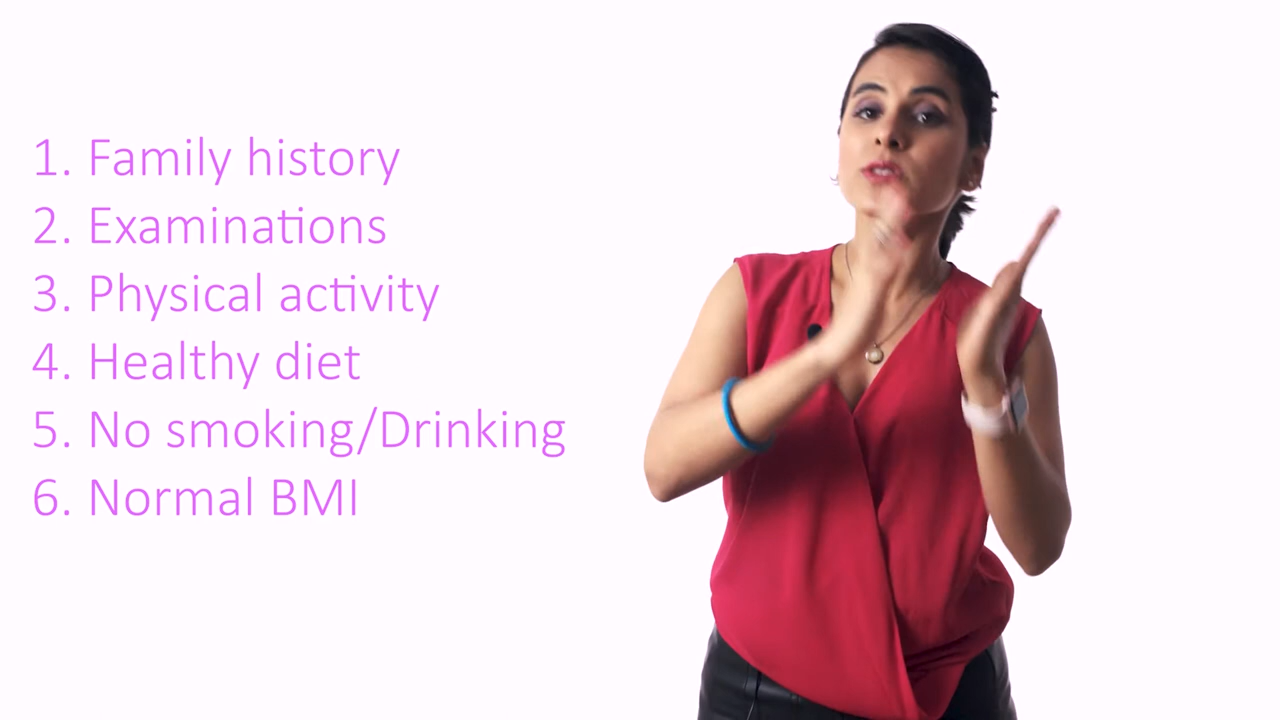 1. Family history
2. Examinations
3. Physical activity
4. Healthy diet
5. No smoking/Drinking
6. Normal BMI